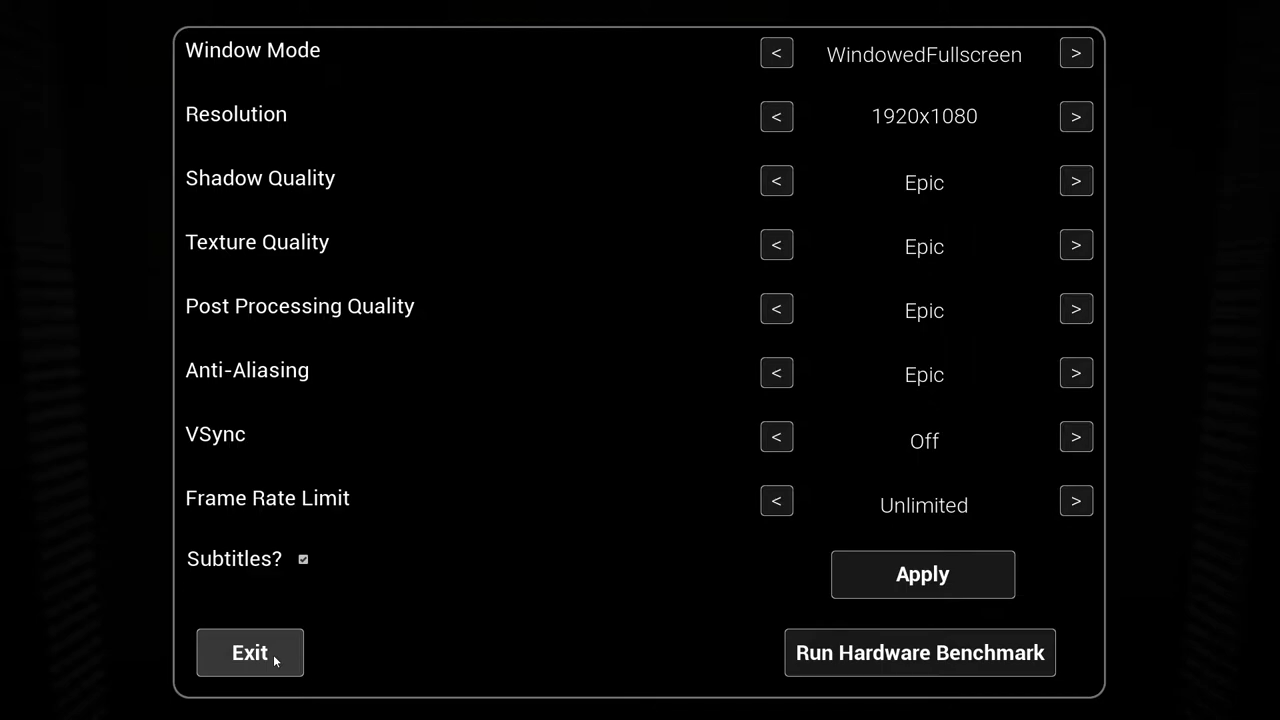 Window Mode < WindowedFullscreen >
Resolution < 1920x1080 >
Shadow Quality < Epic >
Texture Quality < Epic >
Post Processing Quality < Epic >
Anti-Aliasing < Epic >
VSync < Off >
Frame Rate Limit < Unlimited >
Subtitles?
Apply
Exit
Run Hardware Benchmark